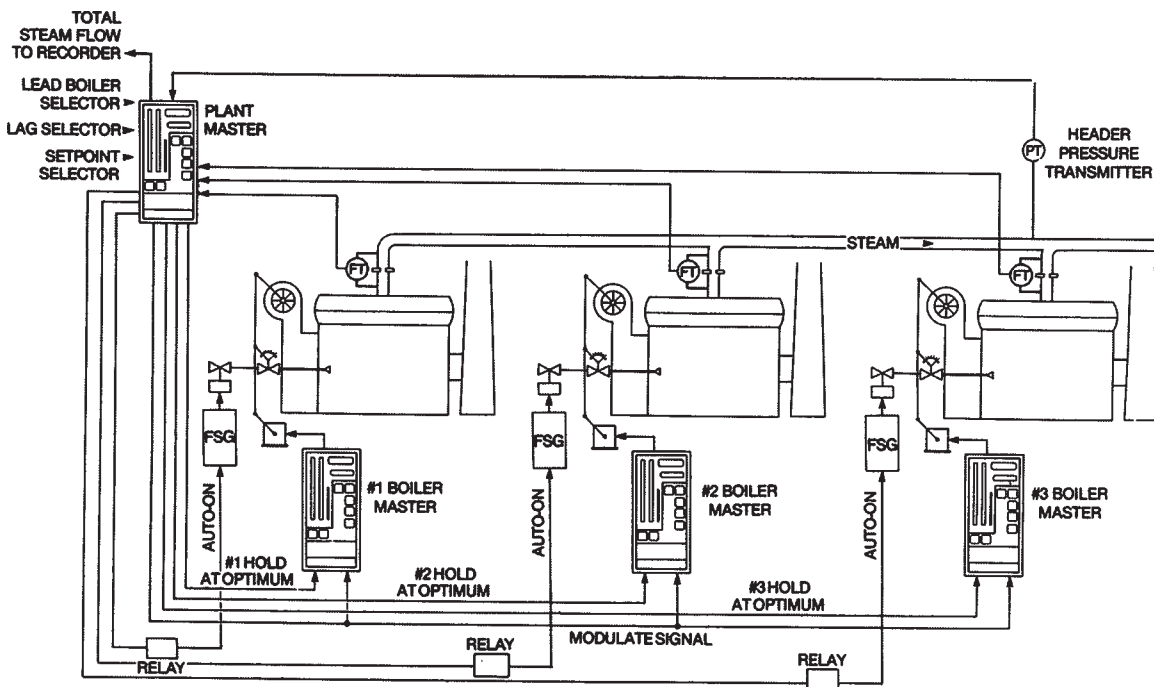 TOTAL
STEAM FLOW
TO RECORDER
LEAD BOILER
SELECTOR
LAG SELECTOR
SETPOINT
SELECTOR
PLANT
MASTER
PT
HEADER
PRESSURE
TRANSMITTER
STEAM
FT
FT
FT
FSG
FSG
FSG
AUTO-ON
AUTO-ON
AUTO-ON
#1 BOILER
MASTER
#2 BOILER
MASTER
#3 BOILER
MASTER
#1 HOLD
AT OPTIMUM
#2 HOLD
AT OPTIMUM
#3 HOLD
AT OPTIMUM
MODULATE SIGNAL
RELAY
RELAY
RELAY